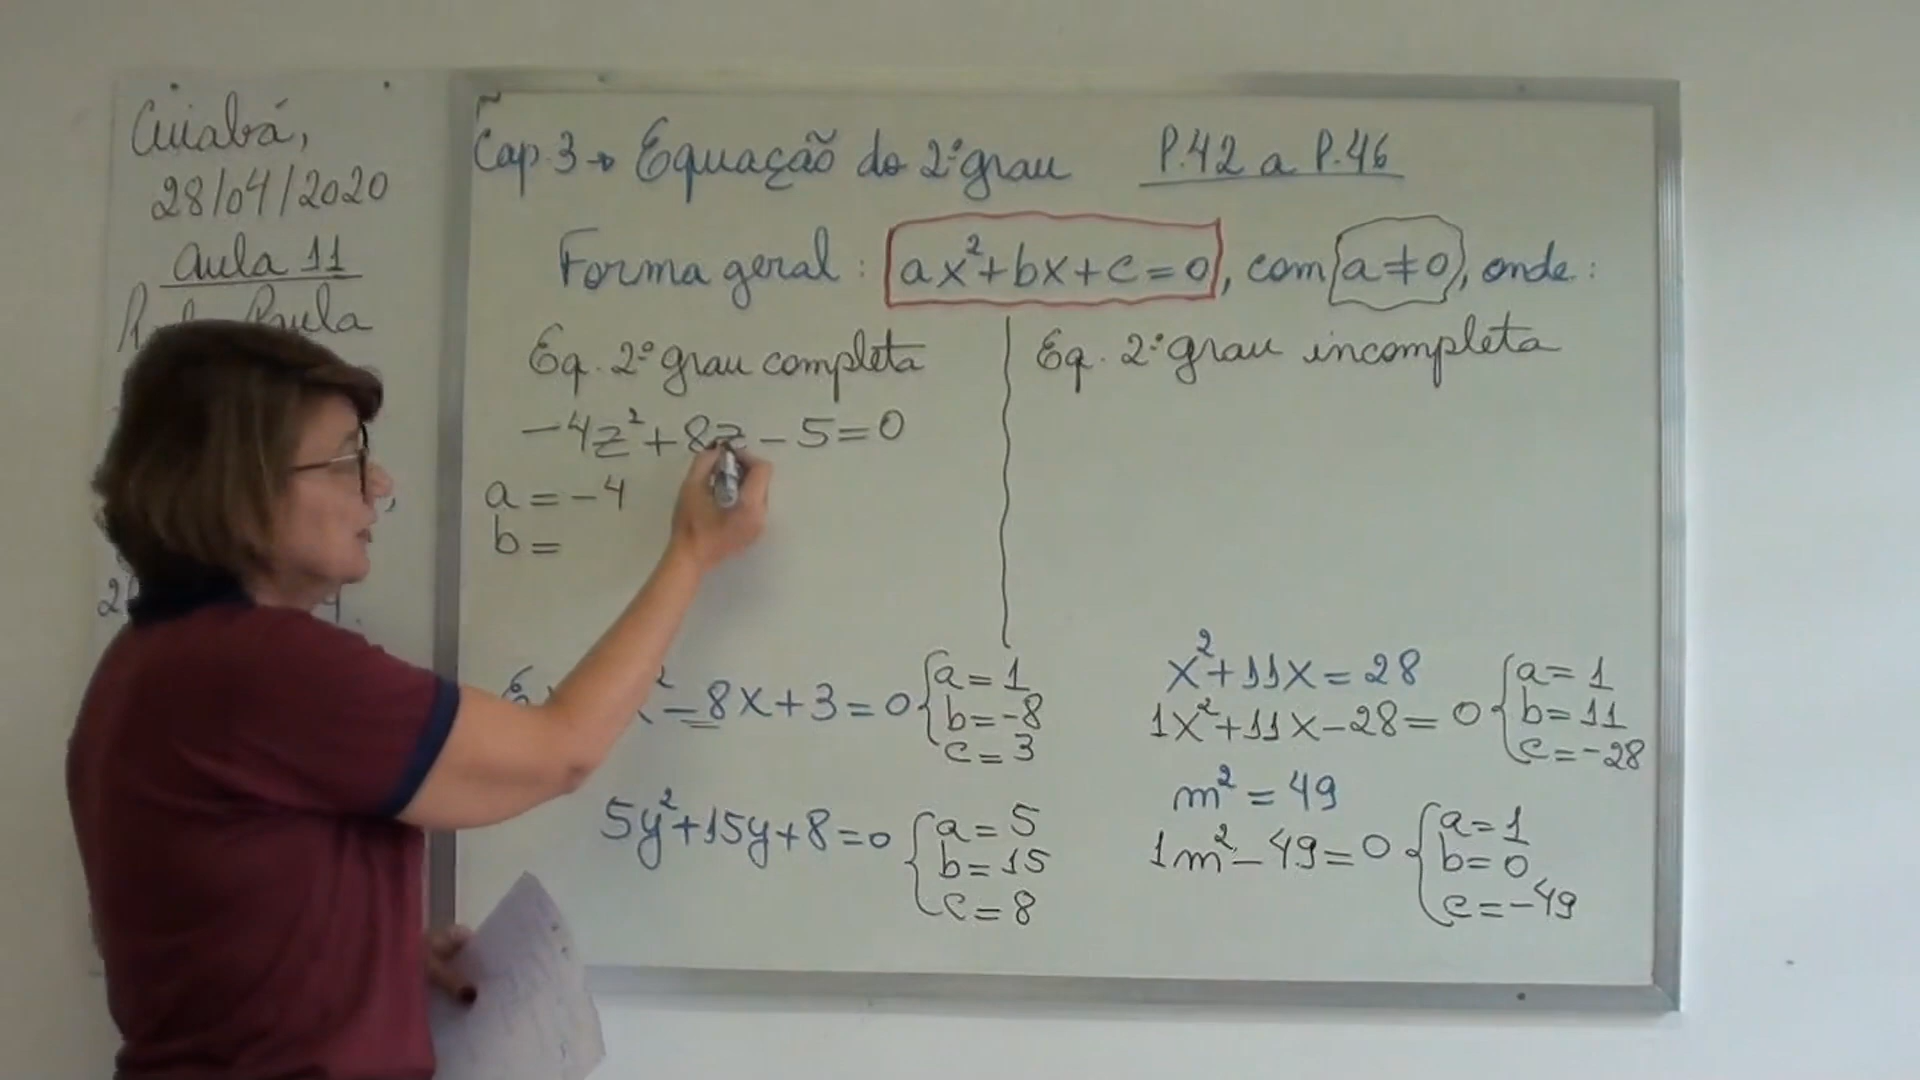 Cuiabá,
28/04/2020
Aula 11
Paula
Cap. 3 → Equação do 2º grau P.42 a P.46
Forma geral: ax²+bx+c=0, com a≠0, onde:
Eq. 2º grau completa
-4z²+8z-5=0
a=-4
b=
Eq. 2º grau incompleta
² -8x+3=0 { a=1
b=-8
c=3
5y²+15y+8=0 { a=5
b=15
c=8
x²+11x=28
1x²+11x-28=0 { a=1
b=11
c=-28
m²=49
1m²-49=0 { a=1
b=0
c=-49